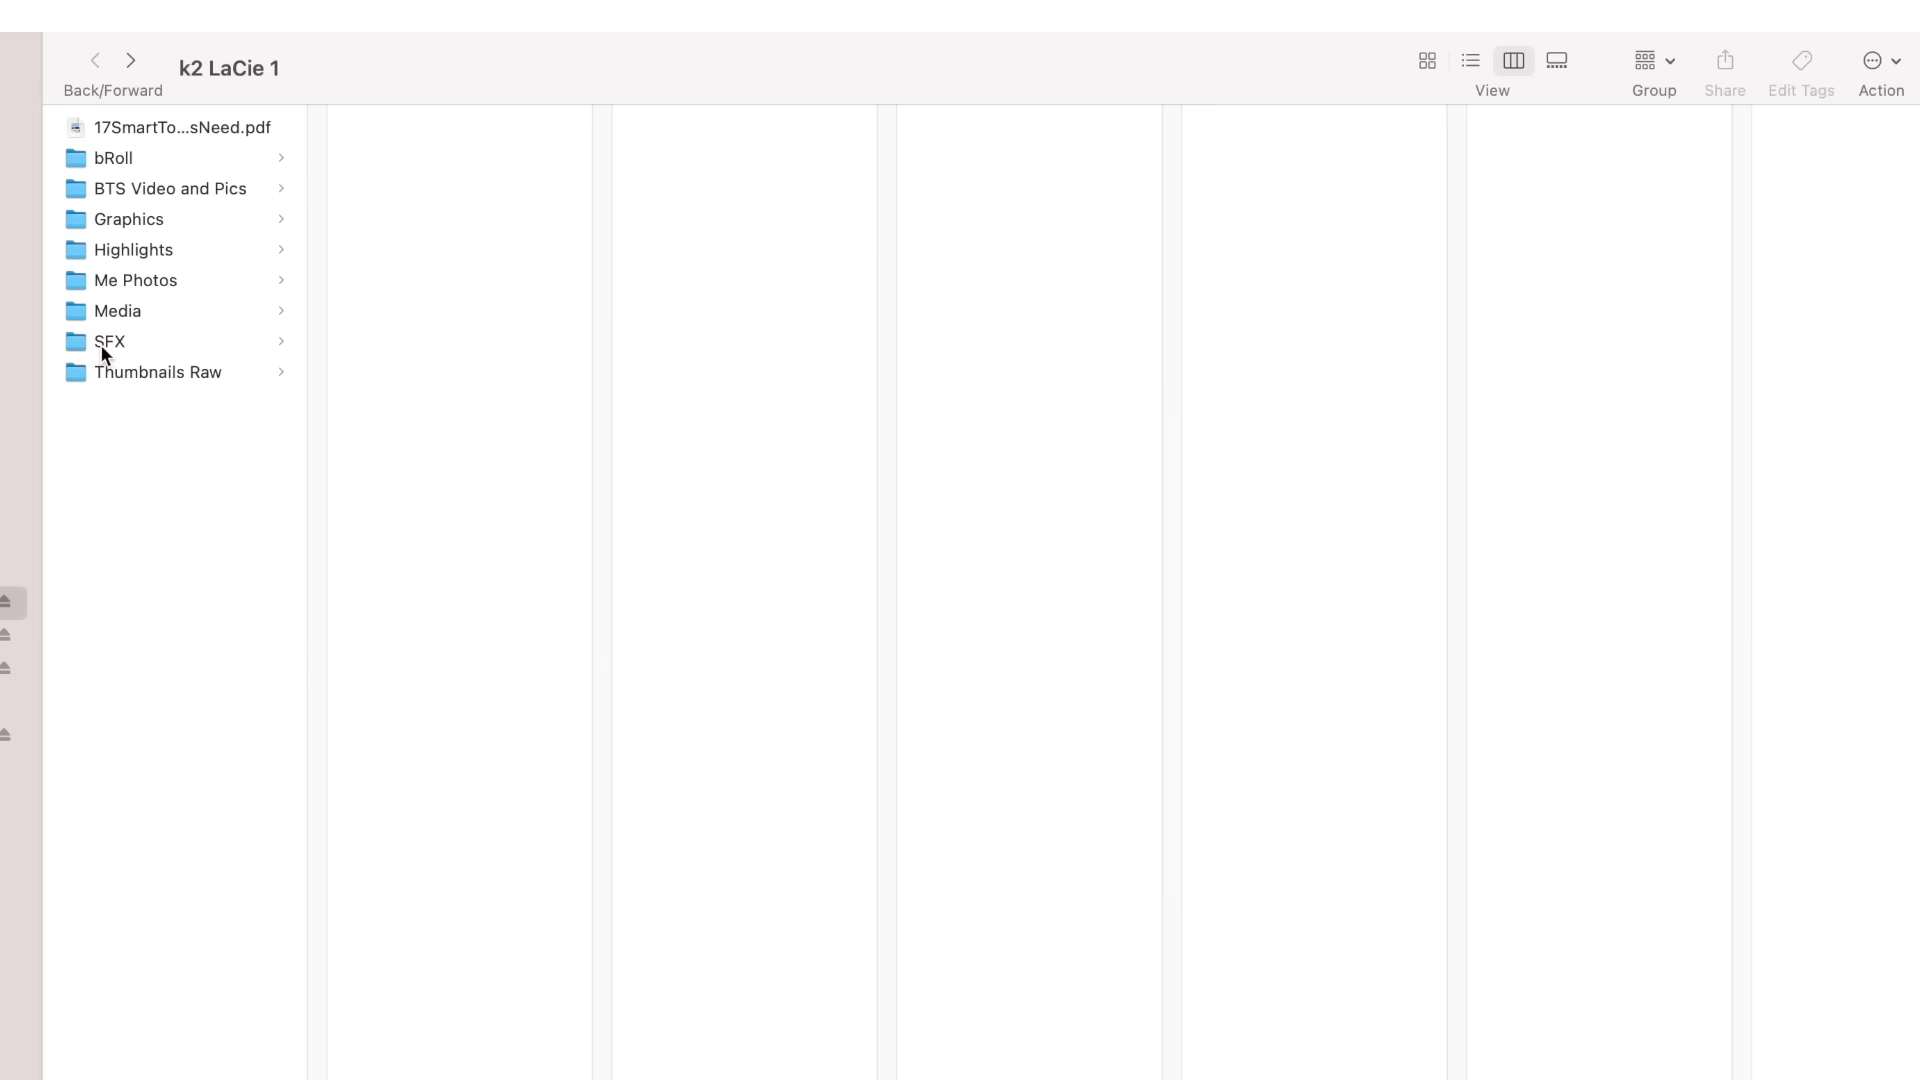 k2 LaCie 1
Back/Forward
View
Group
Share
Edit Tags
Action
17SmartTo...sNeed.pdf
bRoll
BTS Video and Pics
Graphics
Highlights
Me Photos
Media
SFX
Thumbnails Raw